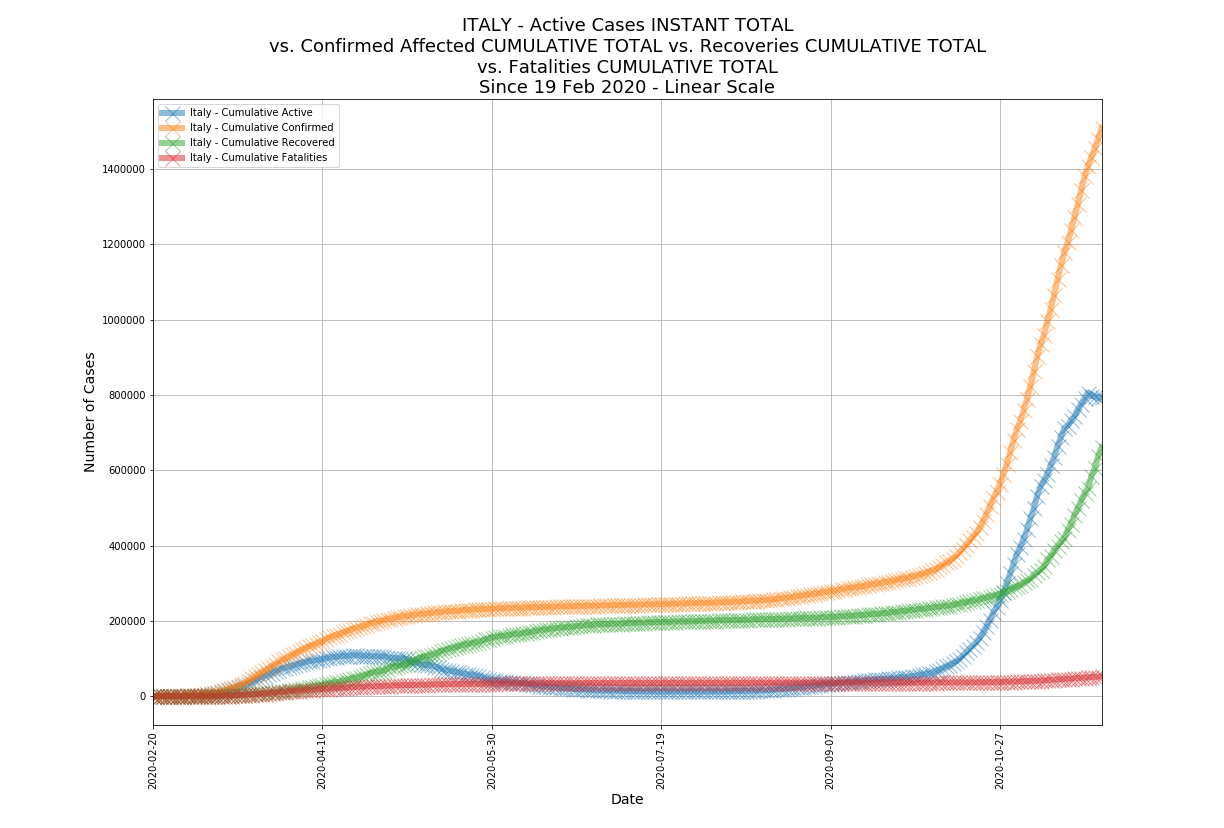 ITALY - Active Cases INSTANT TOTAL
vs. Confirmed Affected CUMULATIVE TOTAL vs. Recoveries CUMULATIVE TOTAL
vs. Fatalities CUMULATIVE TOTAL
Since 19 Feb 2020 - Linear Scale
Italy - Cumulative Active
Italy - Cumulative Confirmed
Italy - Cumulative Recovered
Italy - Cumulative Fatalities
1400000
1200000
1000000
800000
600000
400000
200000
0
Number of Cases
2020-02-20
2020-04-10
2020-05-30
2020-07-19
2020-09-07
2020-10-27
Date